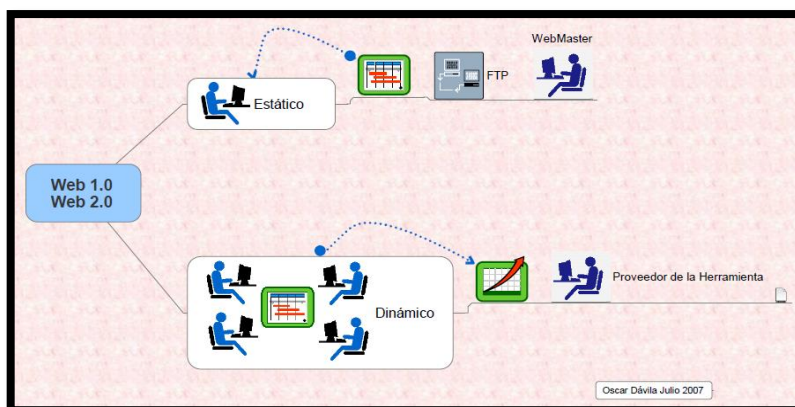 WebMaster
FTP
Estático
Web 1.0
Web 2.0
Proveedor de la Herramienta
Dinámico
Oscar Dávila Julio 2007